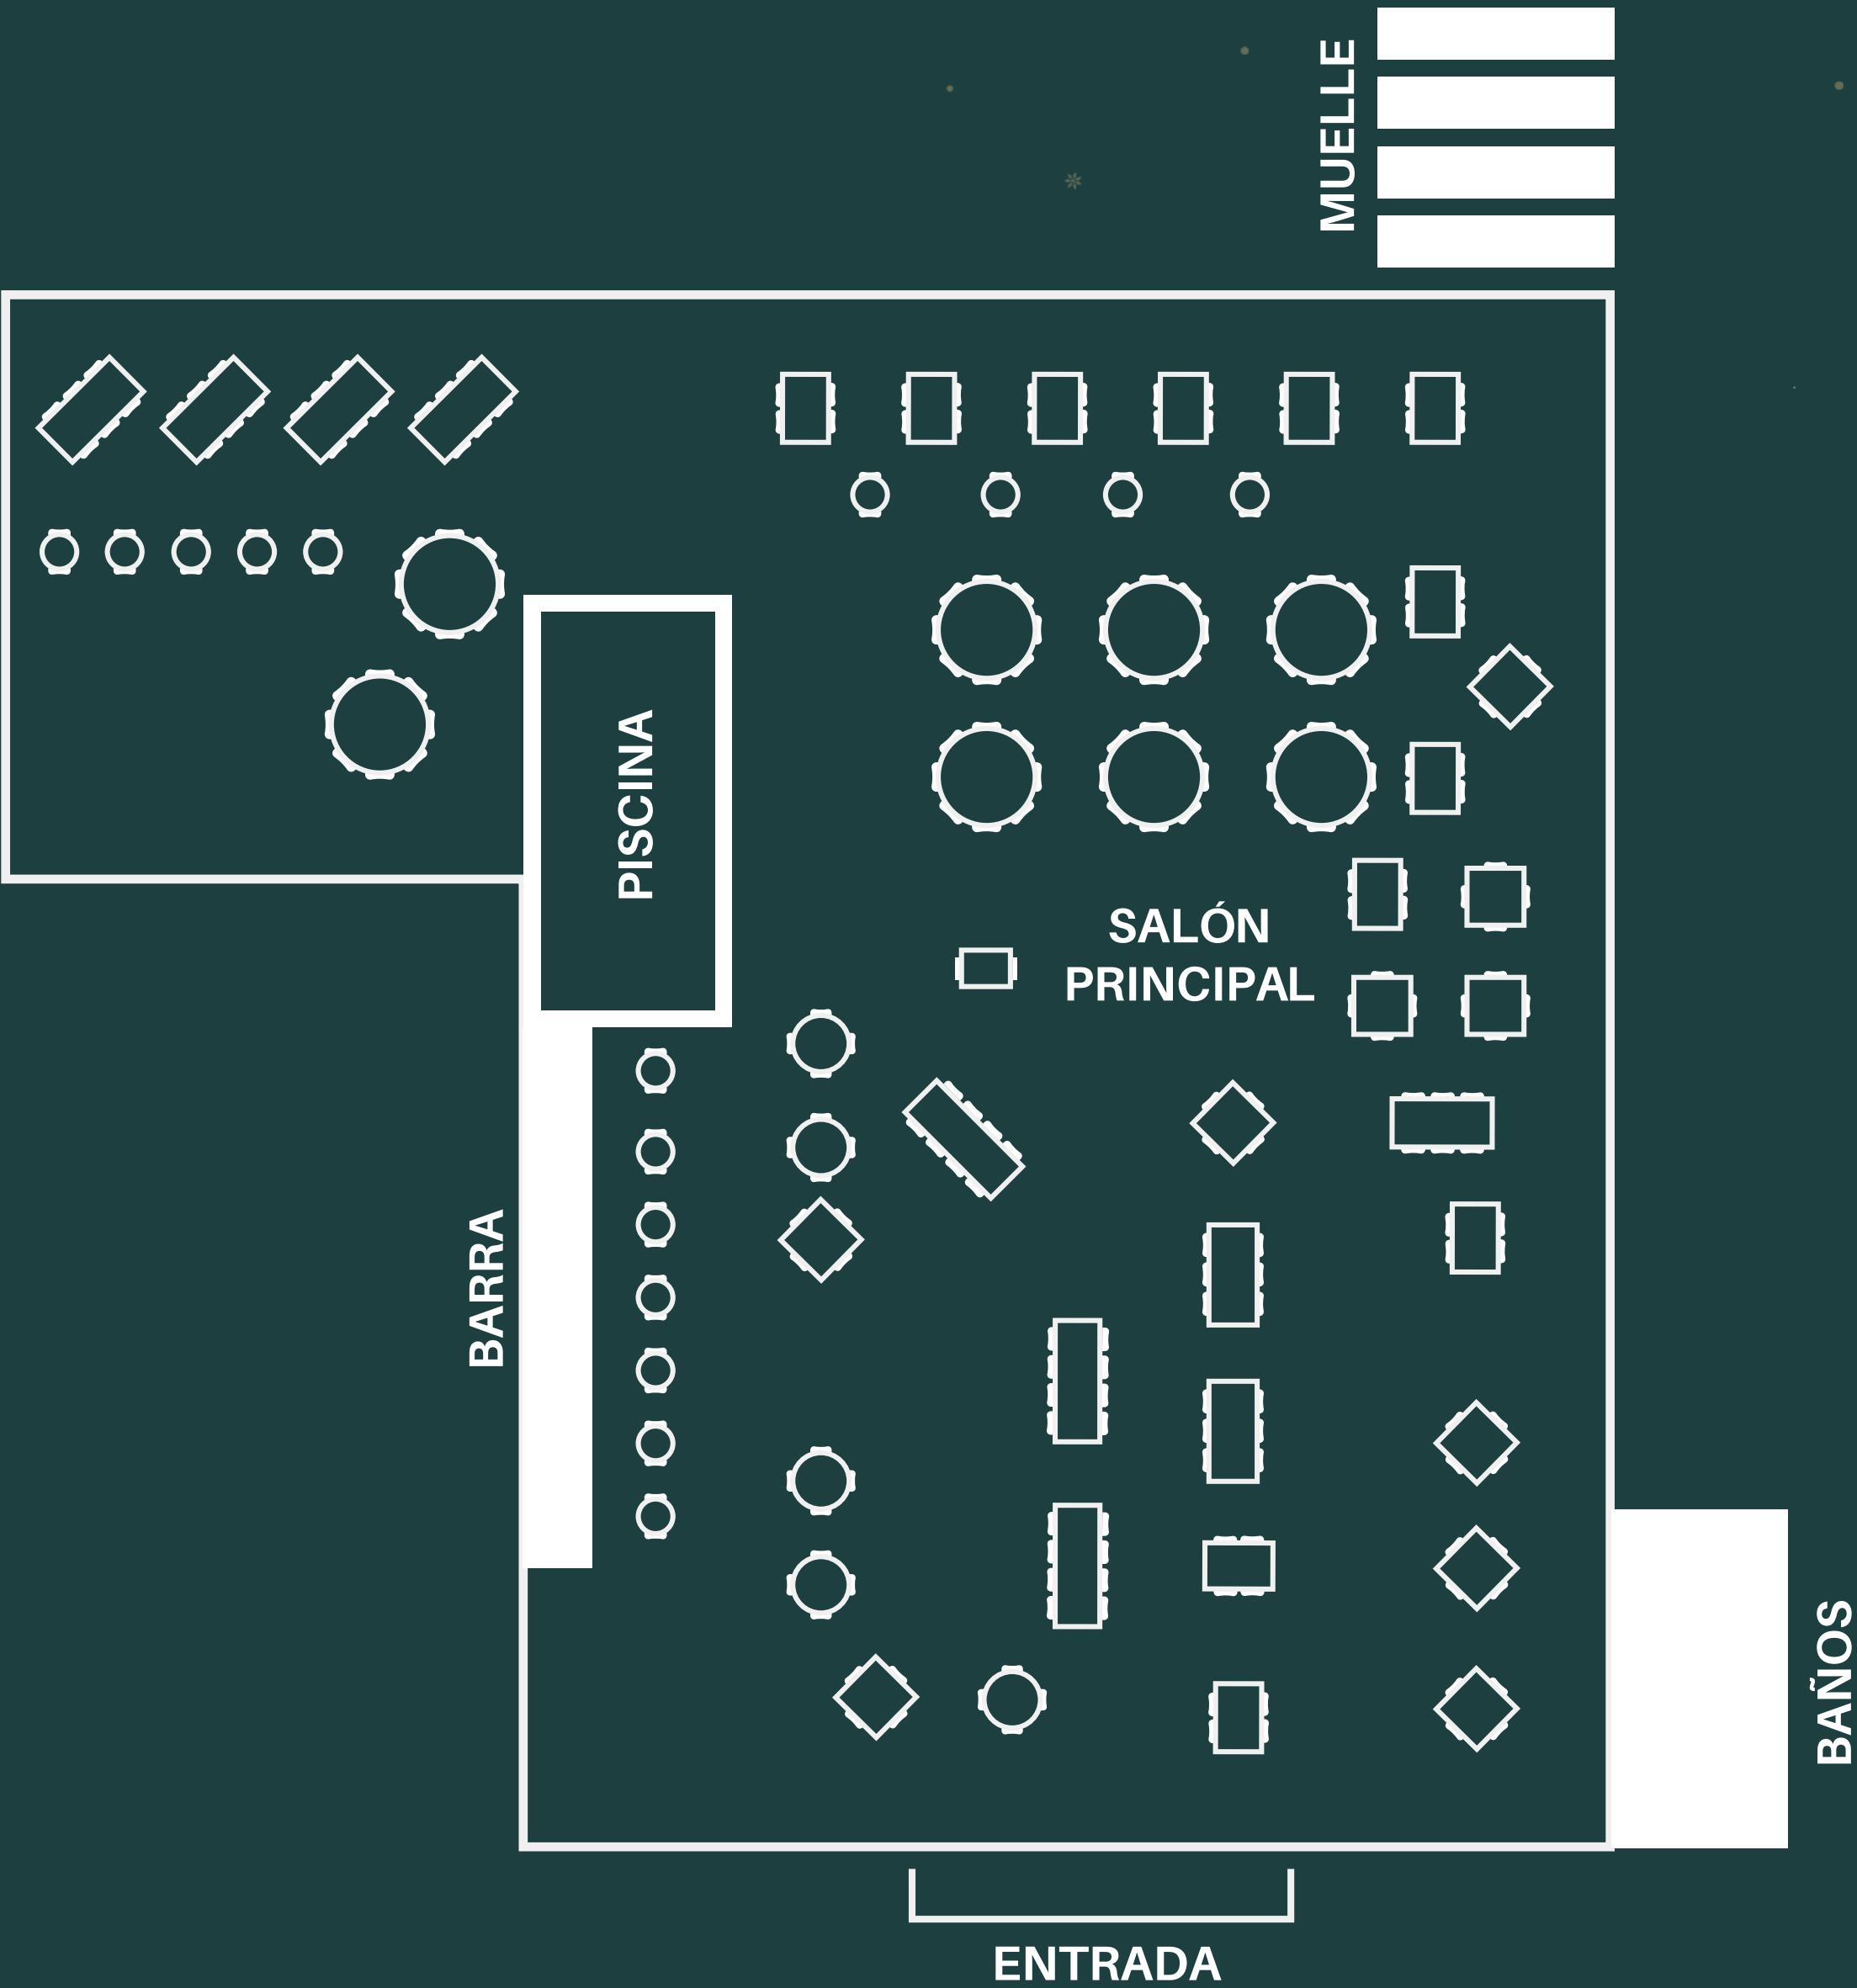 MUELLE
PISCINA
SALÓN
PRINCIPAL
BARRA
BAÑOS
ENTRADA